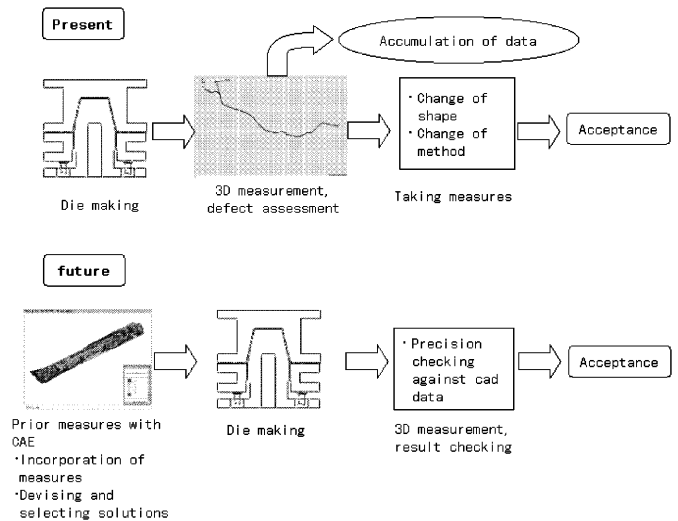 Present
Accumulation of data
・Change of
shape
・Change of
method
Acceptance
Die making
3D measurement,
defect assessment
Taking measures
future
・Precision
checking
against cad
data
Acceptance
Prior measures with
CAE
・Incorporation of
measures
・Devising and
selecting solutions
Die making
3D measurement,
result checking